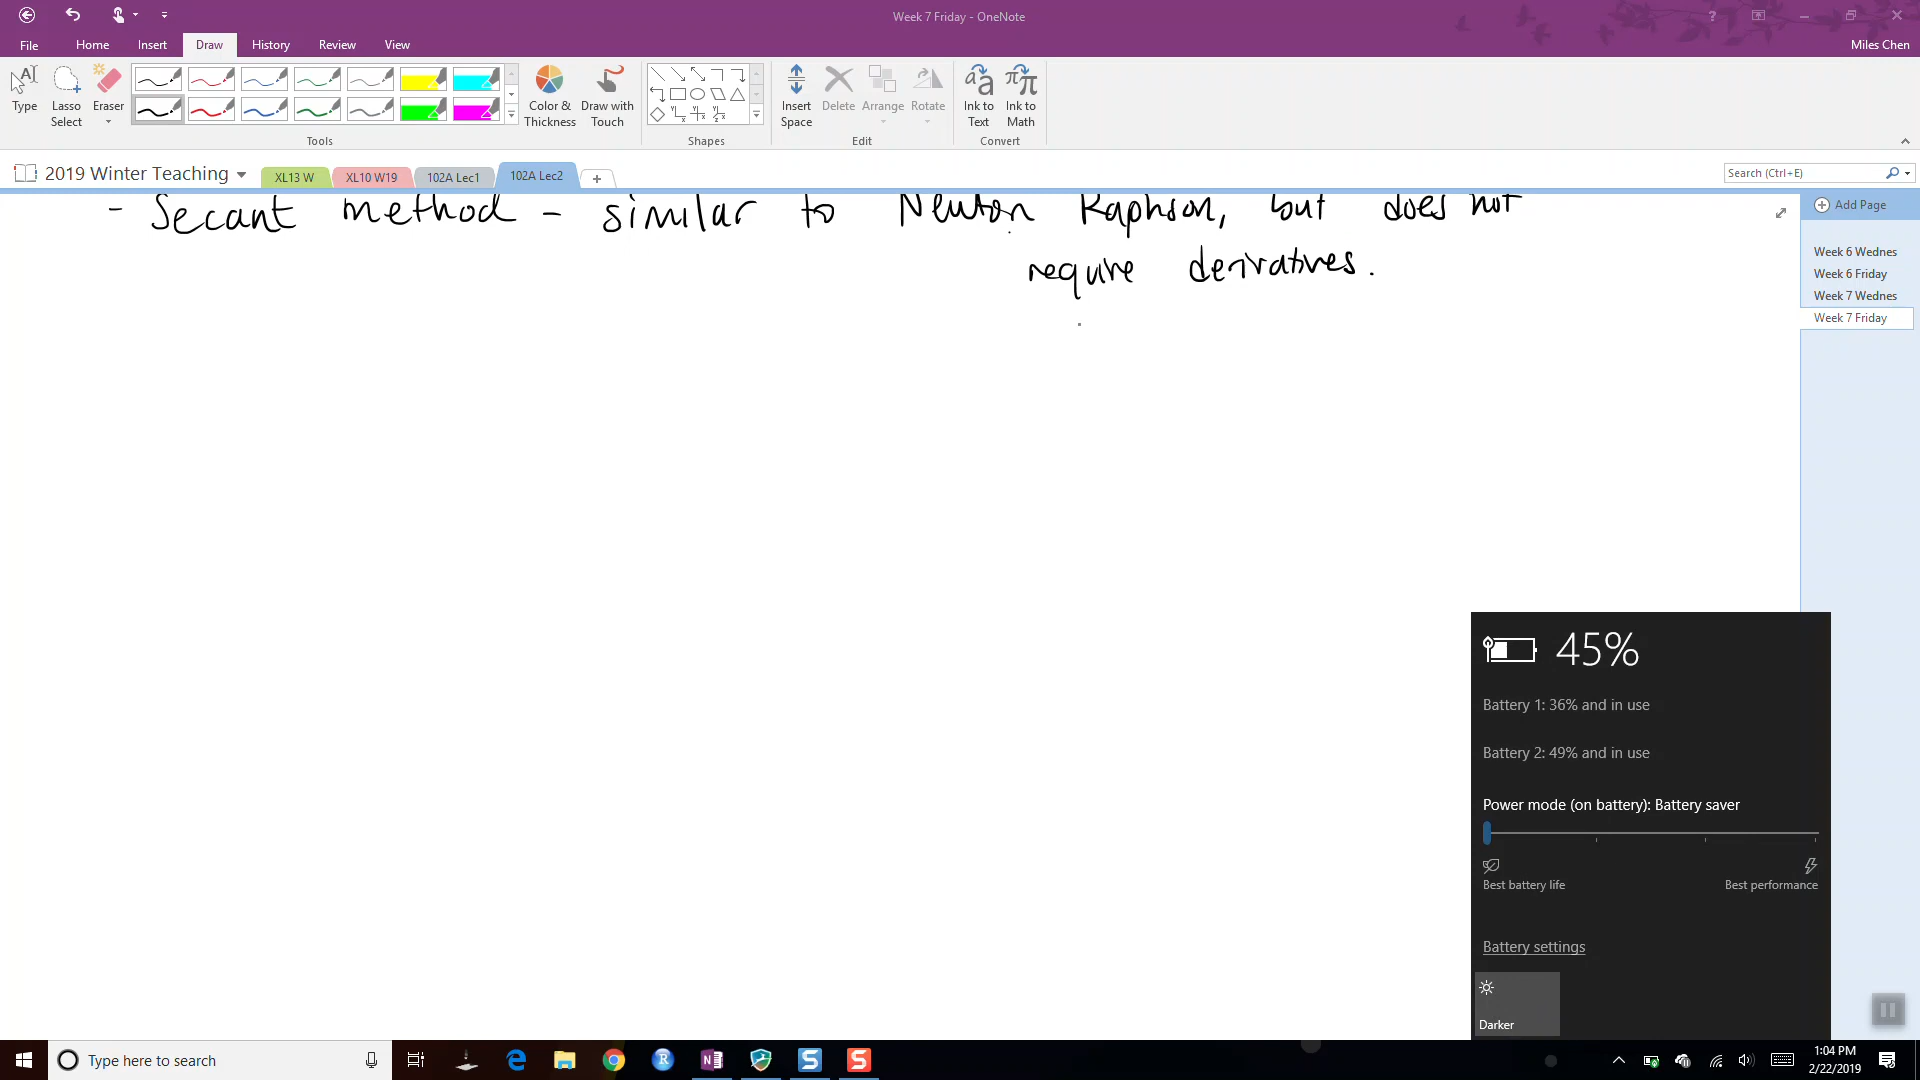 Week 7 Friday - OneNote
?
File
Home
Insert
Draw
History
Review
View
Miles Chen
Type
Lasso Select
Eraser
Color & Thickness
Draw with Touch
Insert Space
Delete
Arrange
Rotate
Ink to Text
Ink to Math
Tools
Shapes
Edit
Convert
2019 Winter Teaching
XL13 W
XL10 W19
102A Lec1
102A Lec2
Search (Ctrl+E)
Add Page
Week 6 Wednes
Week 6 Friday
Week 7 Wednes
Week 7 Friday
- Secant method - similar to Newton Raphson, but does not
require derivatives.
45%
Battery 1: 36% and in use
Battery 2: 49% and in use
Power mode (on battery): Battery saver
Best battery life
Best performance
Battery settings
Darker
Type here to search
1:04 PM
2/22/2019